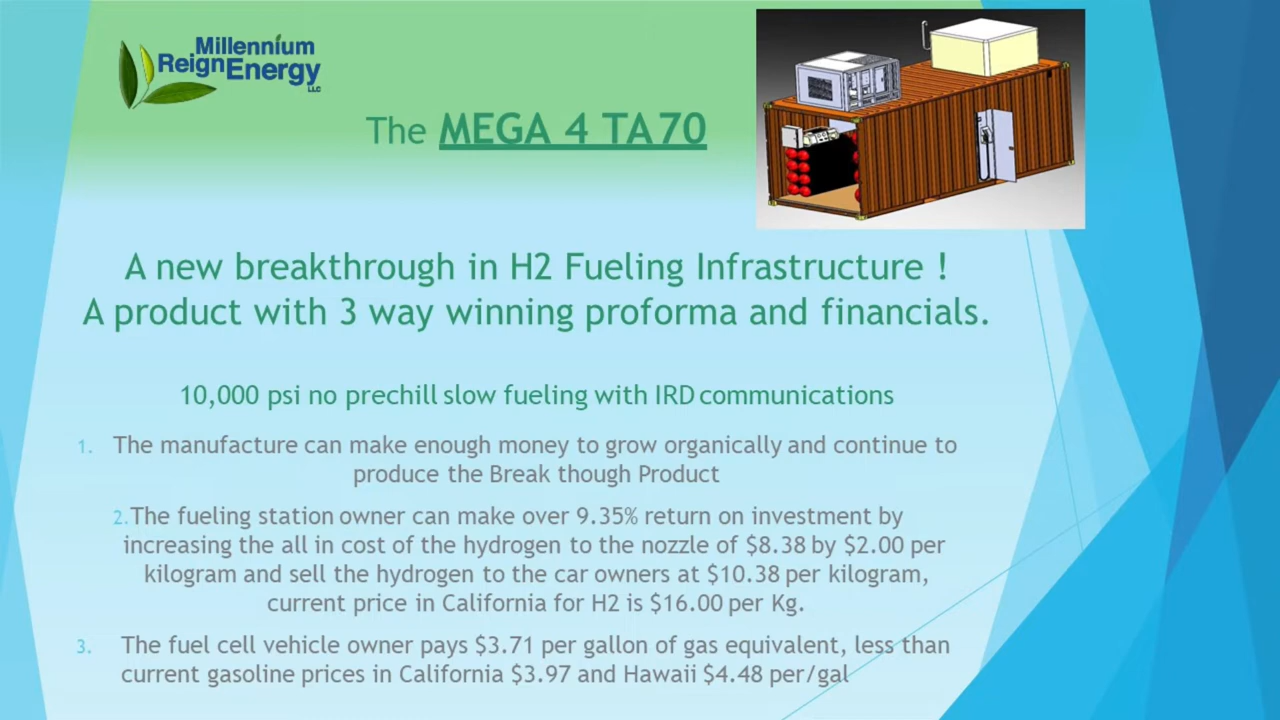 Millennium
ReignEnergy
LLC
The MEGA 4 TA70
A new breakthrough in H2 Fueling Infrastructure !
A product with 3 way winning proforma and financials.
10,000 psi no prechill slow fueling with IRD communications
1. The manufacture can make enough money to grow organically and continue to
produce the Break though Product
2. The fueling station owner can make over 9.35% return on investment by
increasing the all in cost of the hydrogen to the nozzle of $8.38 by $2.00 per
kilogram and sell the hydrogen to the car owners at $10.38 per kilogram,
current price in California for H2 is $16.00 per Kg.
3. The fuel cell vehicle owner pays $3.71 per gallon of gas equivalent, less than
current gasoline prices in California $3.97 and Hawaii $4.48 per/gal